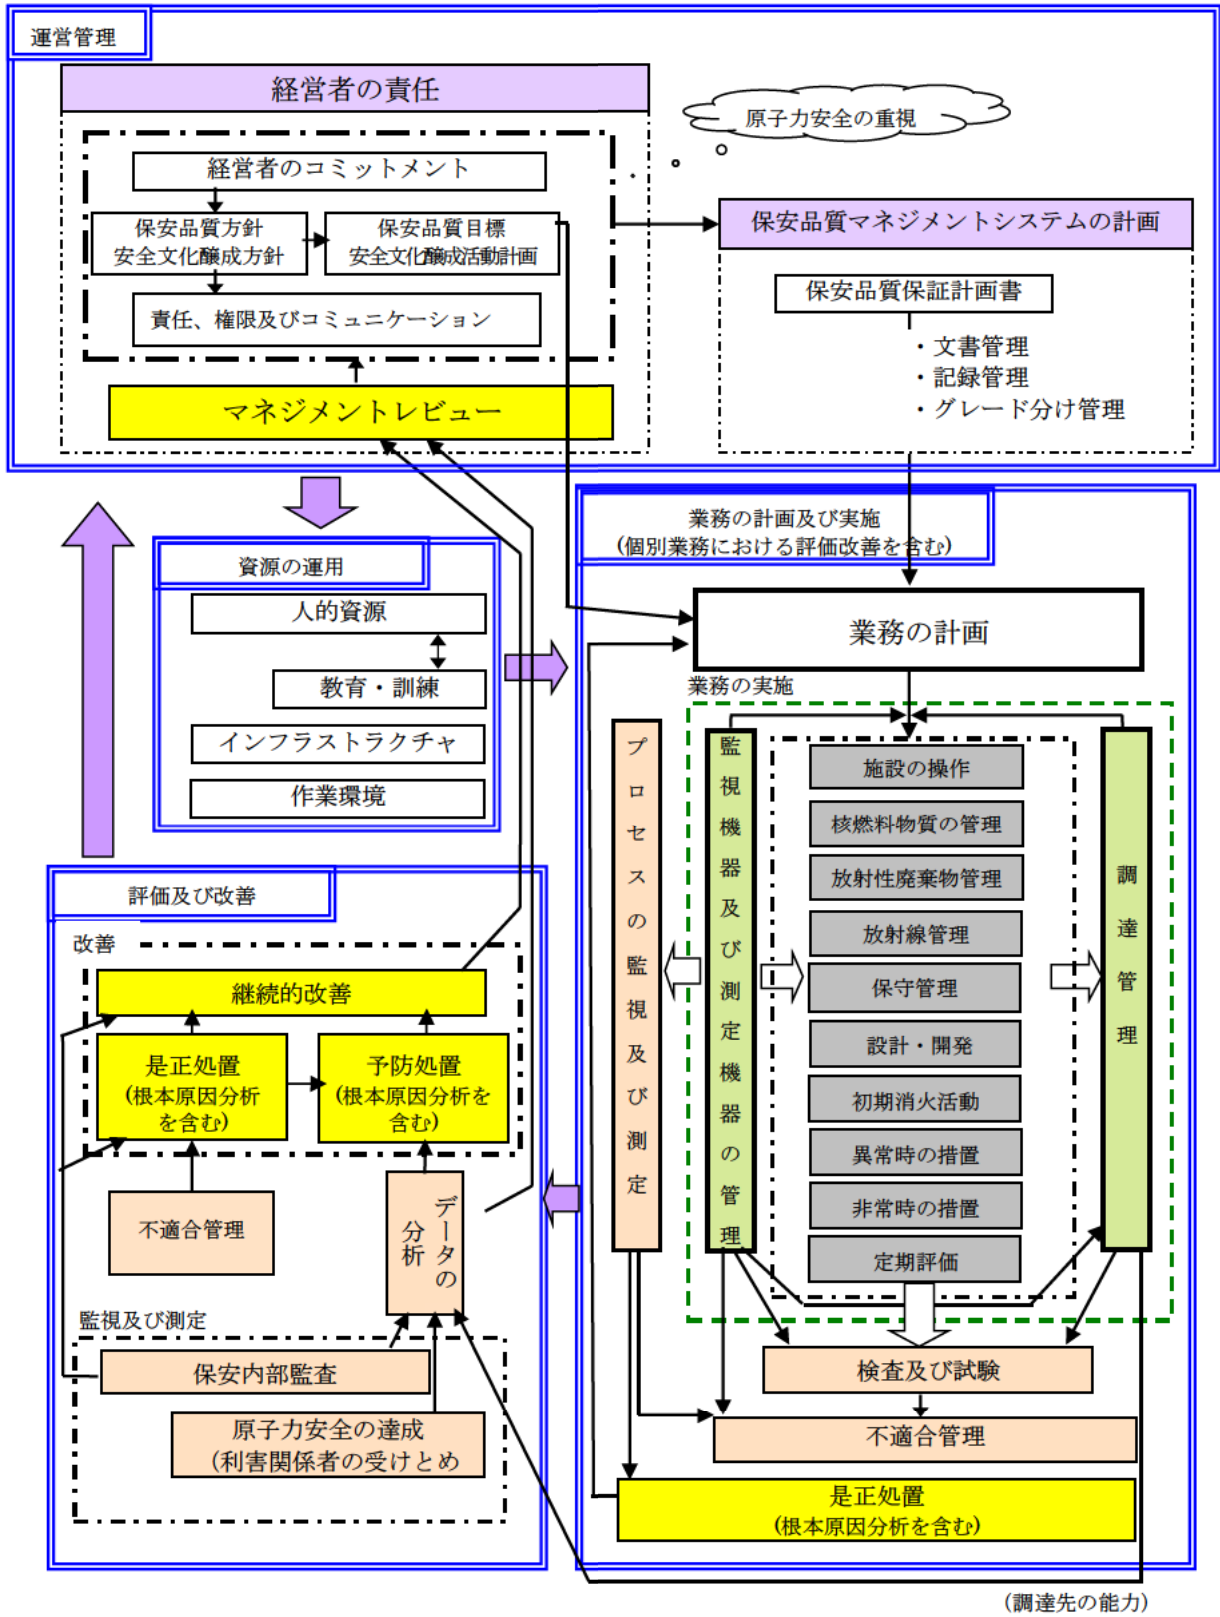 運営管理
経営者の責任
原子力安全の重視
経営者のコミットメント
保安品質方針
安全文化醸成方針
保安品質目標
安全文化醸成活動計画
責任、権限及びコミュニケーション
マネジメントレビュー
保安品質マネジメントシステムの計画
保安品質保証計画書
・文書管理
・記録管理
・グレード分け管理
資源の運用
人的資源
教育・訓練
インフラストラクチャ
作業環境
業務の計画及び実施
(個別業務における評価改善を含む)
業務の計画
業務の実施
プロセスの監視及び測定
監視機器及び測定機器の管理
施設の操作
核燃料物質の管理
放射性廃棄物管理
放射線管理
保守管理
設計・開発
初期消火活動
異常時の措置
非常時の措置
定期評価
調達管理
検査及び試験
不適合管理
是正処置
(根本原因分析を含む)
評価及び改善
改善
継続的改善
是正処置
(根本原因分析
を含む)
予防処置
(根本原因分析を
含む)
不適合管理
データの
分析
監視及び測定
保安内部監査
原子力安全の達成
(利害関係者の受けとめ
(調達先の能力)